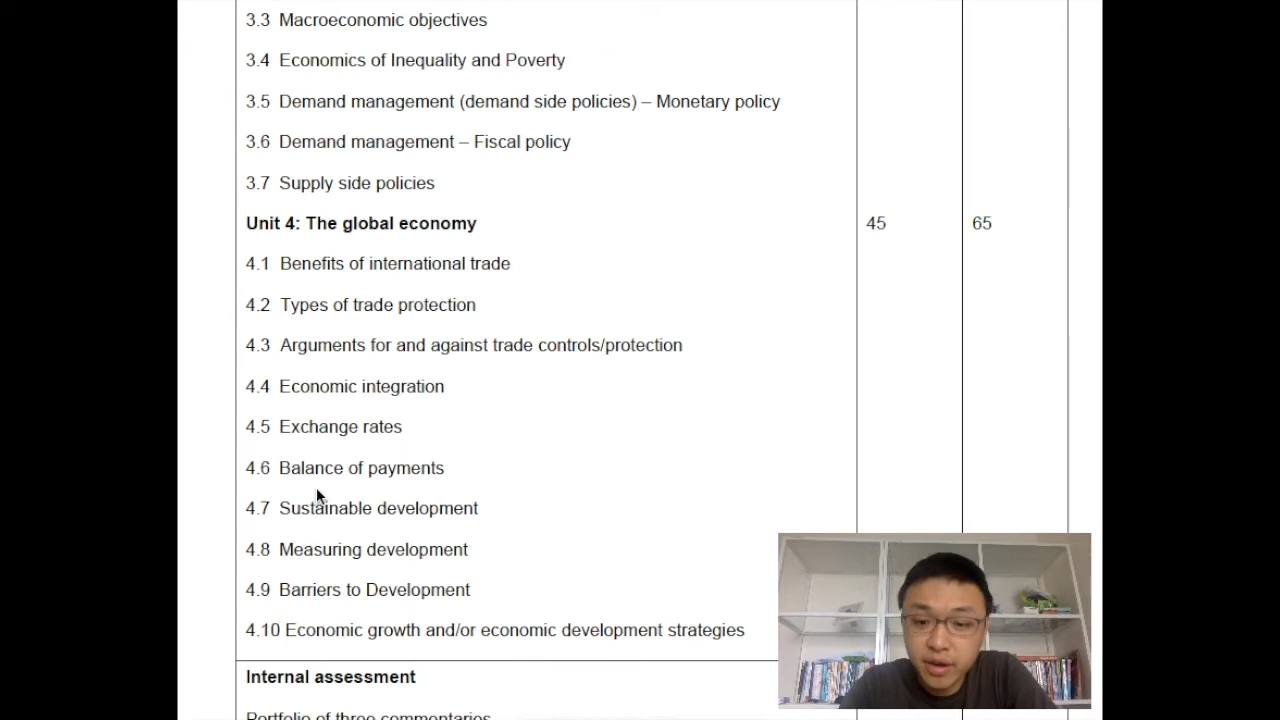 3.3 Macroeconomic objectives
3.4 Economics of Inequality and Poverty
3.5 Demand management (demand side policies) – Monetary policy
3.6 Demand management – Fiscal policy
3.7 Supply side policies
Unit 4: The global economy 45 65
4.1 Benefits of international trade
4.2 Types of trade protection
4.3 Arguments for and against trade controls/protection
4.4 Economic integration
4.5 Exchange rates
4.6 Balance of payments
4.7 Sustainable development
4.8 Measuring development
4.9 Barriers to Development
4.10 Economic growth and/or economic development strategies
Internal assessment
Portfolio of three commentaries